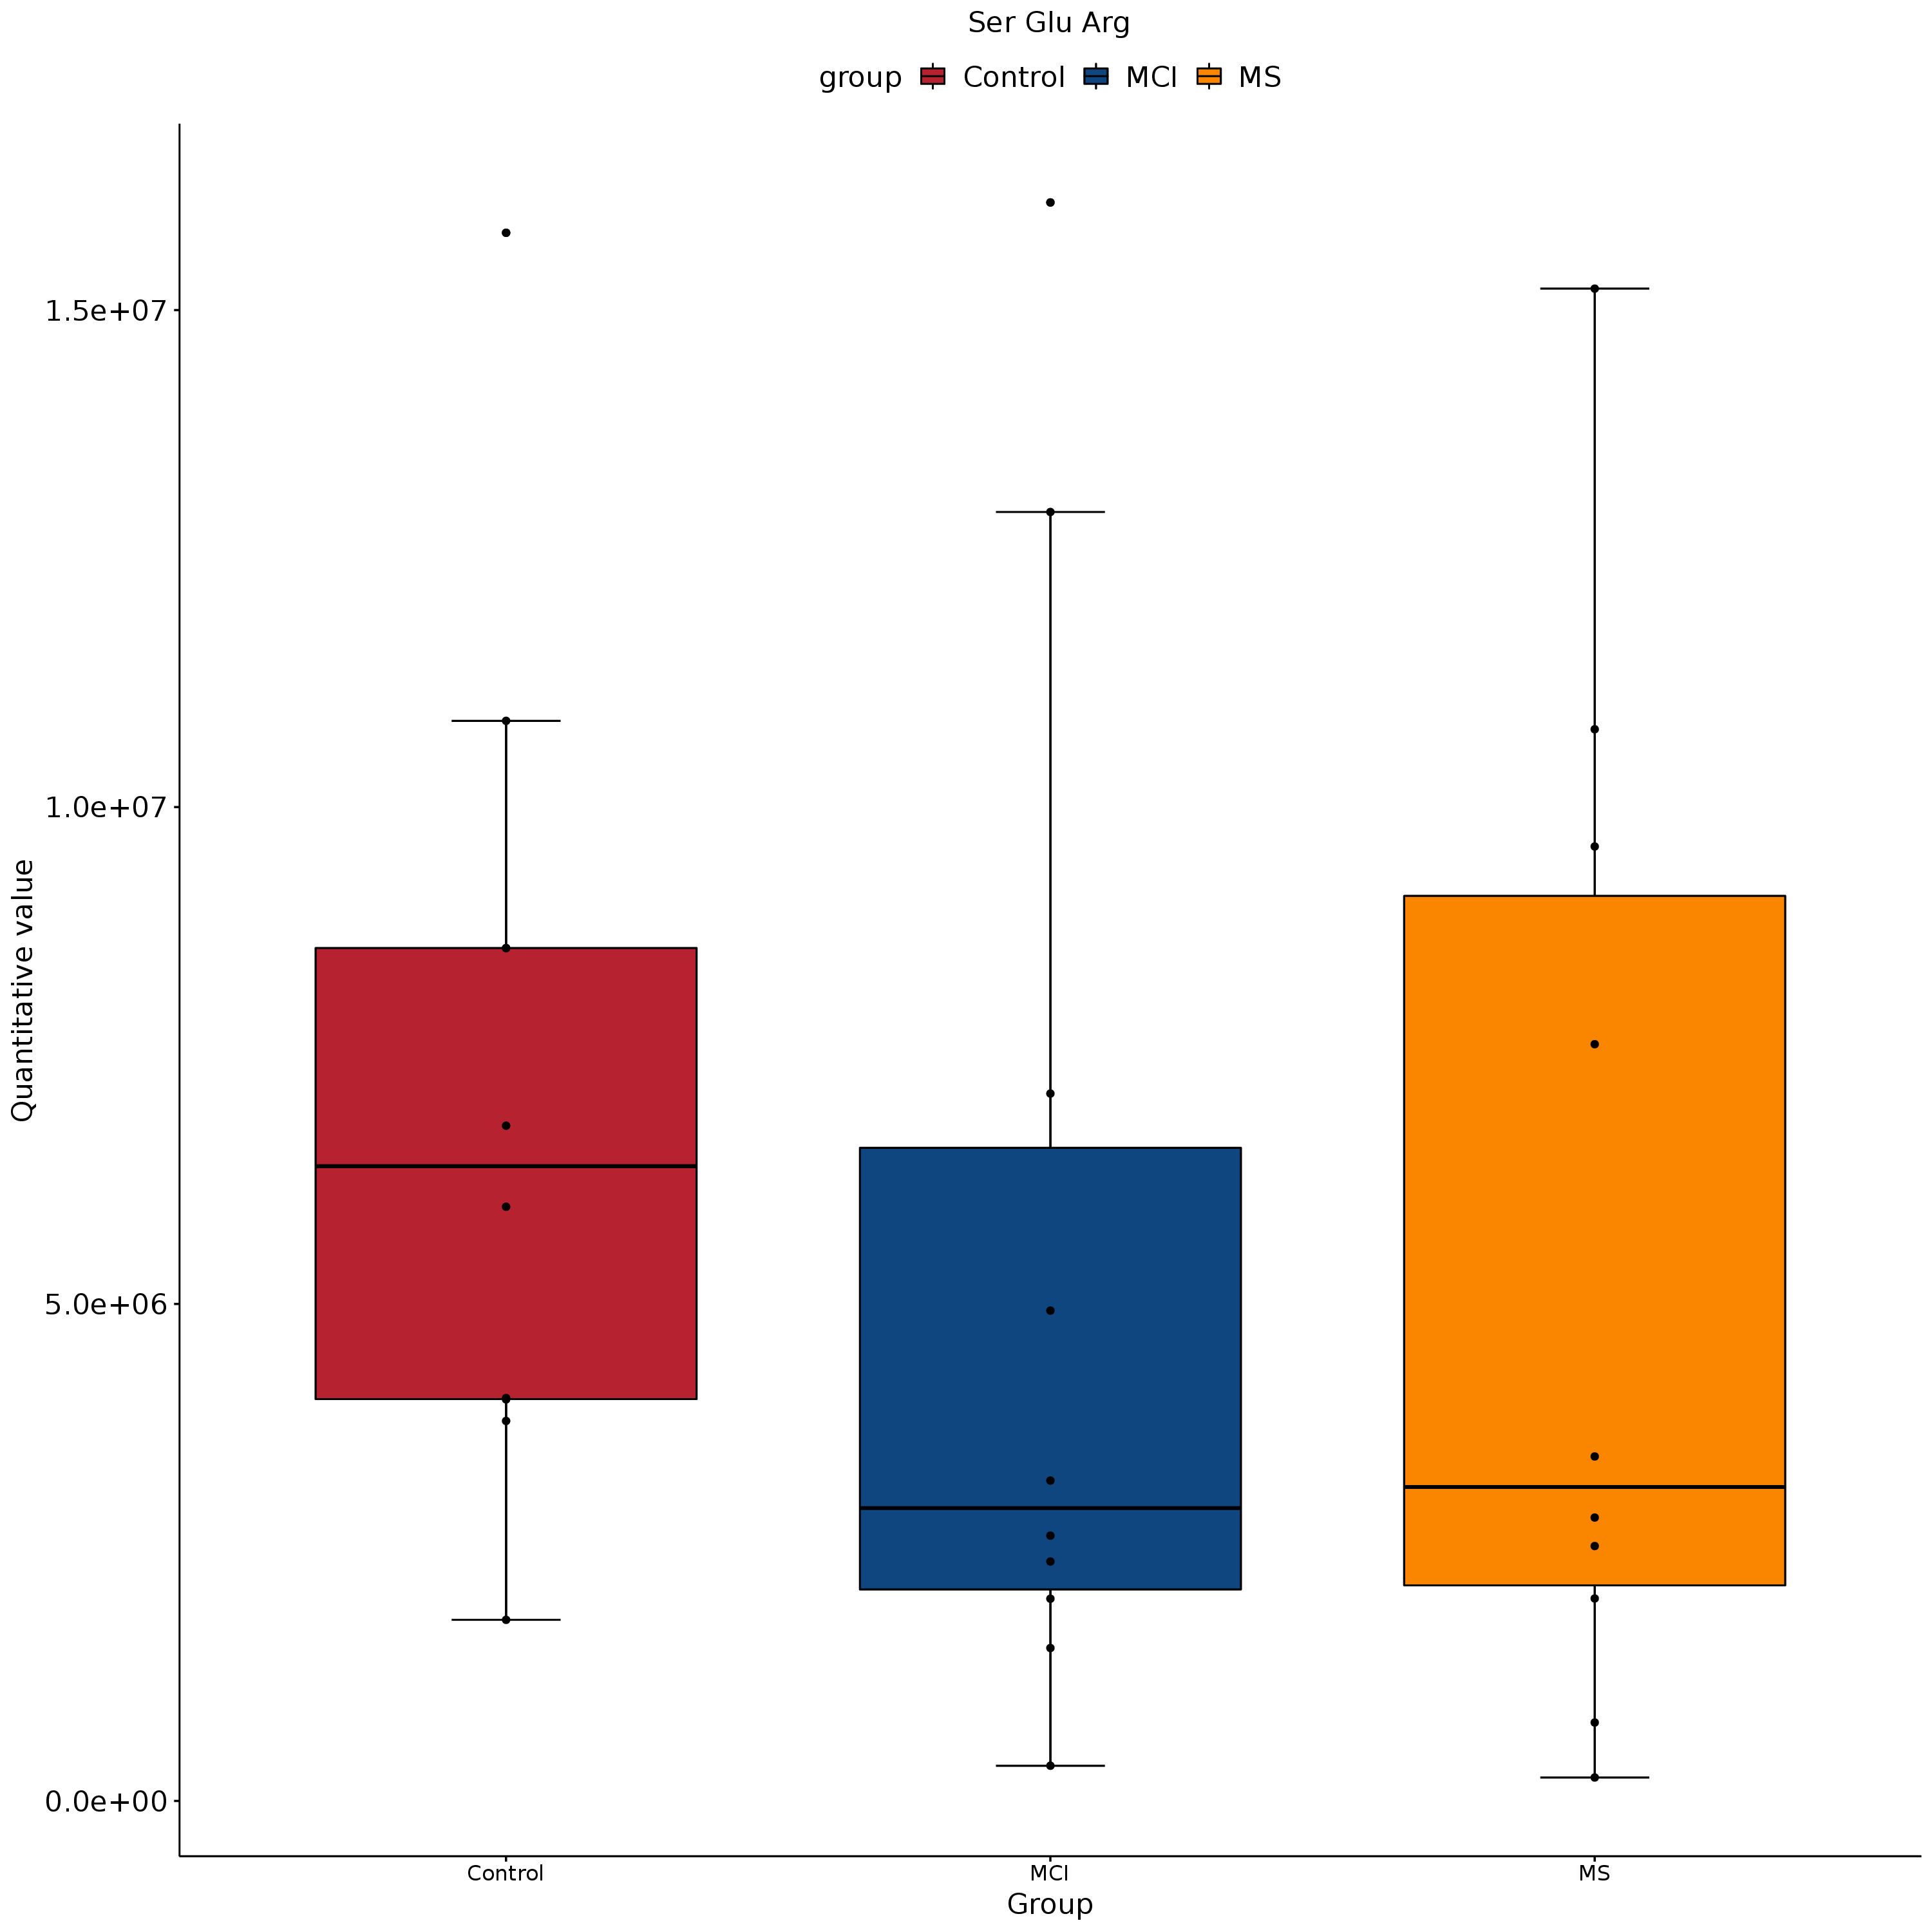 Ser Glu Arg
group Control MCI MS
1.5e+07
1.0e+07
5.0e+06
0.0e+00
Quantitative value
Control MCI MS
Group